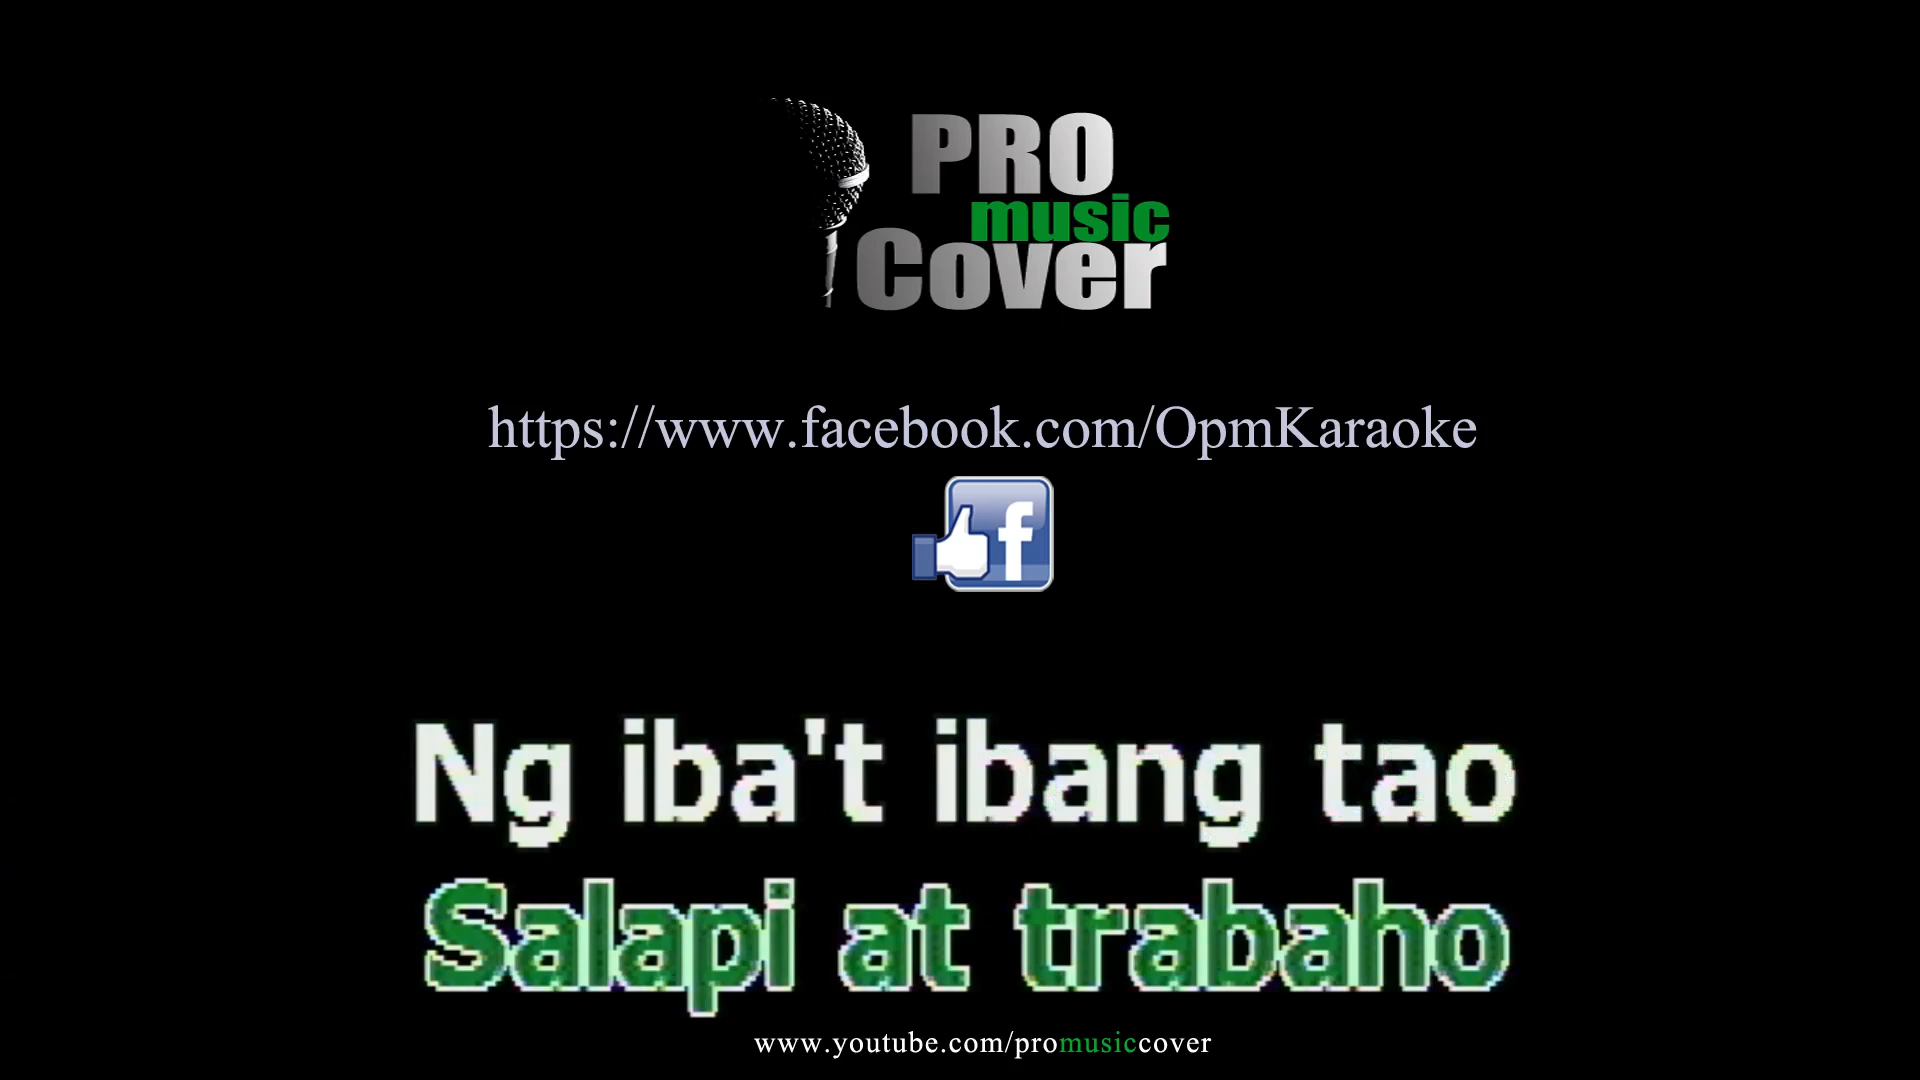 PRO
music
Cover
https://www.facebook.com/OpmKaraoke
f
Ng iba't ibang tao
Salapi at trabaho
www.youtube.com/promusiccover